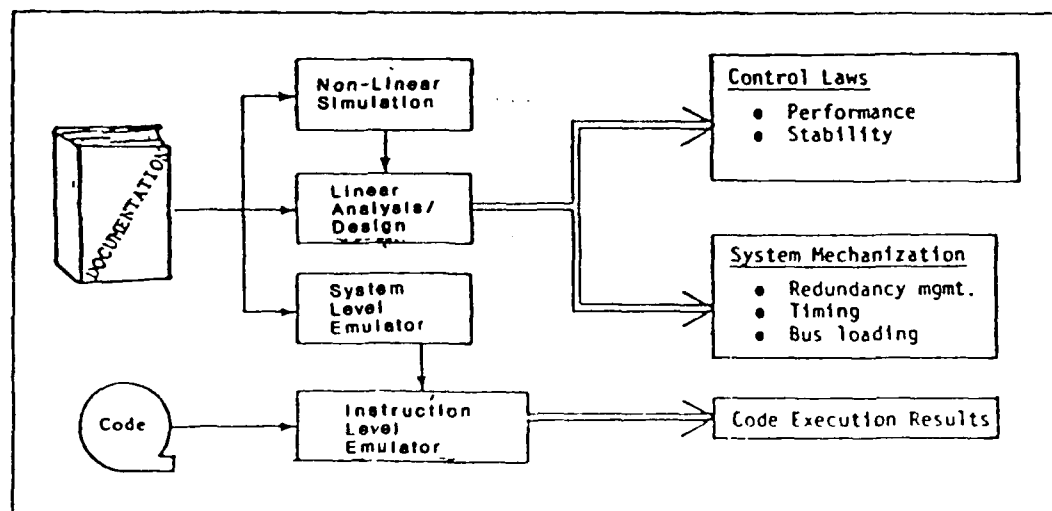 Non-Linear
Simulation
DOCUMENTATION
Linear
Analysis/
Design
System
Level
Emulator
Code
Instruction
Level
Emulator
Control Laws
● Performance
● Stability
System Mechanization
● Redundancy mgmt.
● Timing
● Bus loading
Code Execution Results